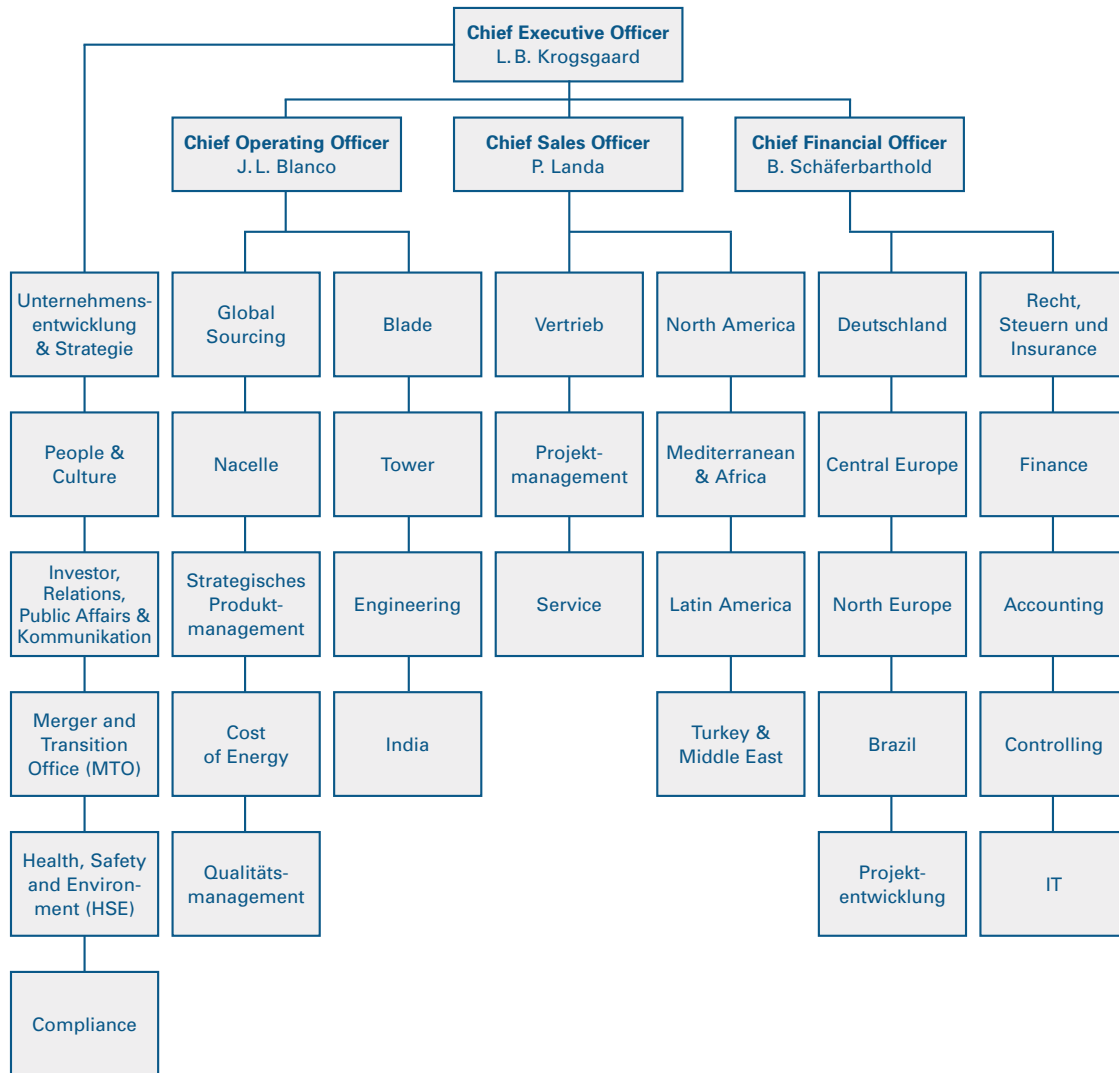 Chief Executive Officer
L. B. Krogsgaard
Chief Operating Officer
J. L. Blanco
Chief Sales Officer
P. Landa
Chief Financial Officer
B. Schäferbarthold
Unternehmens-
entwicklung
& Strategie
Global
Sourcing
Blade
Vertrieb
North America
Deutschland
Recht,
Steuern und
Insurance
People &
Culture
Nacelle
Tower
Projekt-
management
Mediterranean
& Africa
Central Europe
Finance
Investor,
Relations,
Public Affairs &
Kommunikation
Strategisches
Produkt-
management
Engineering
Service
Latin America
North Europe
Accounting
Merger and
Transition
Office (MTO)
Cost
of Energy
India
Turkey &
Middle East
Brazil
Controlling
Health, Safety
and Environ-
ment (HSE)
Qualitäts-
management
Projekt-
entwicklung
IT
Compliance